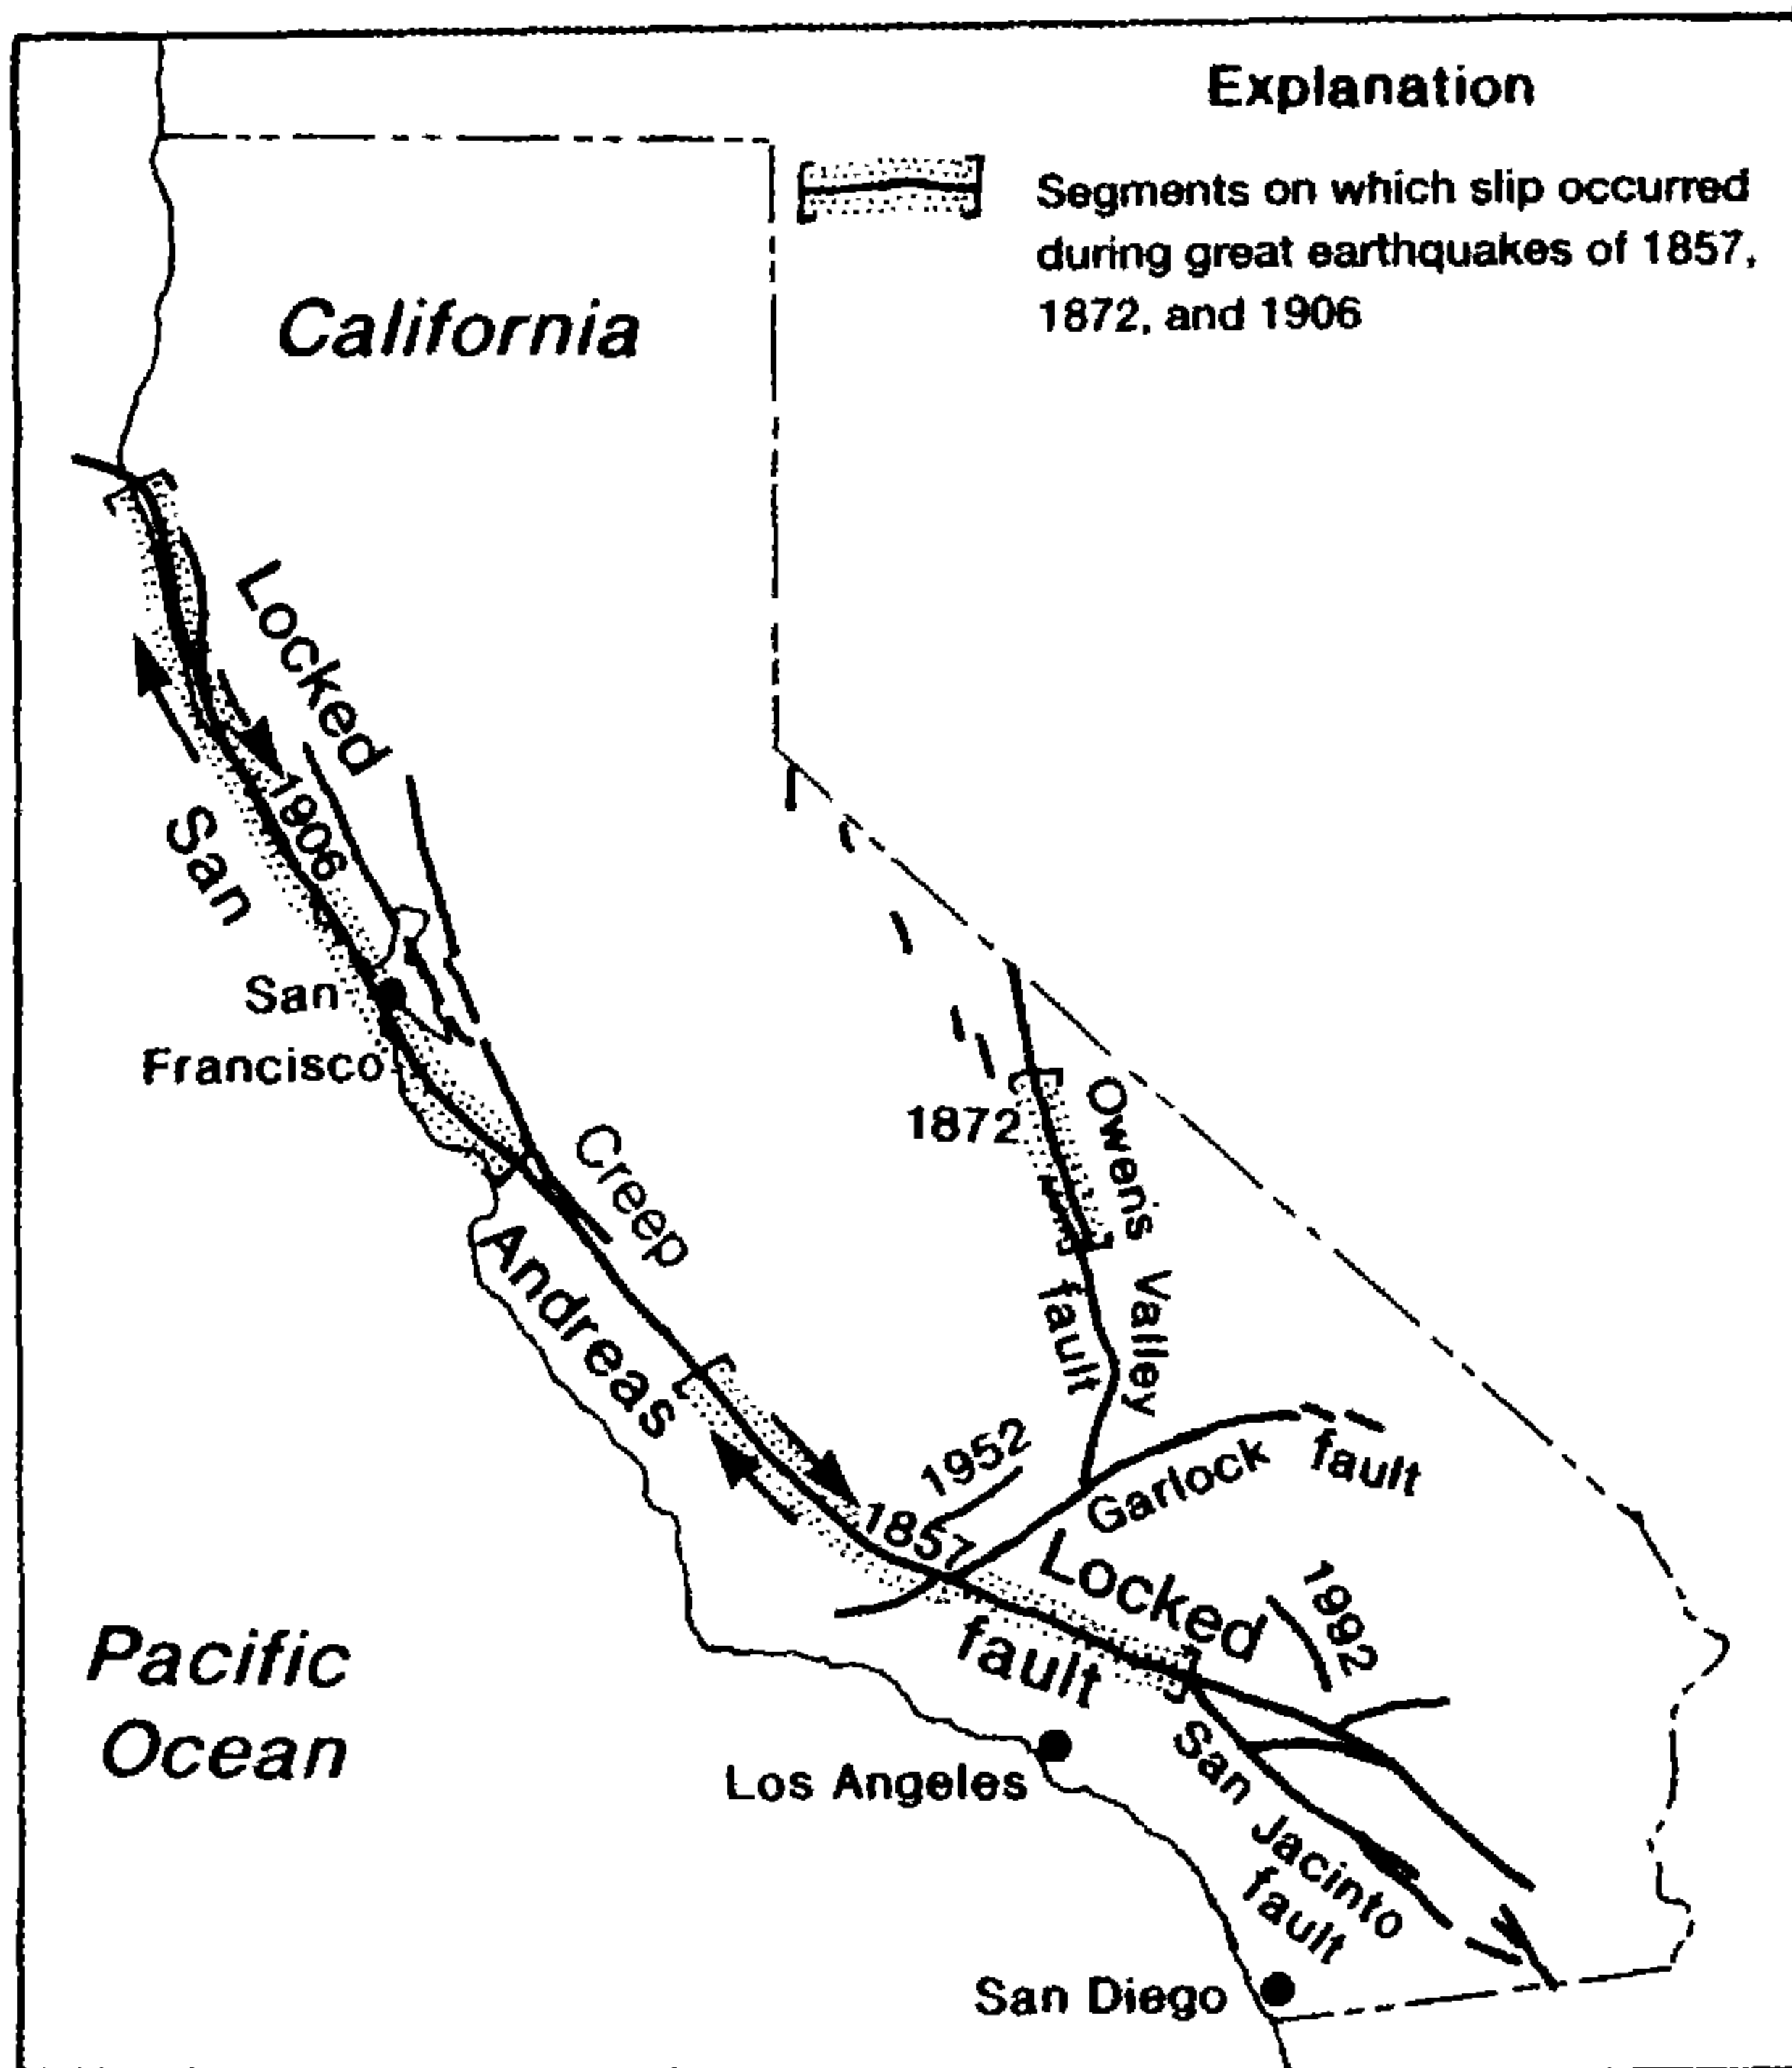 Explanation
Segments on which slip occurred
during great earthquakes of 1857,
1872, and 1906
California
Locked
1906
San
San
Francisco
Creep
Andreas
1872
Owens
Valley
fault
1952
1857
Garlock
fault
Locked
1992
fault
Pacific
Ocean
Los Angeles
San
Jacinto
fault
San Diego